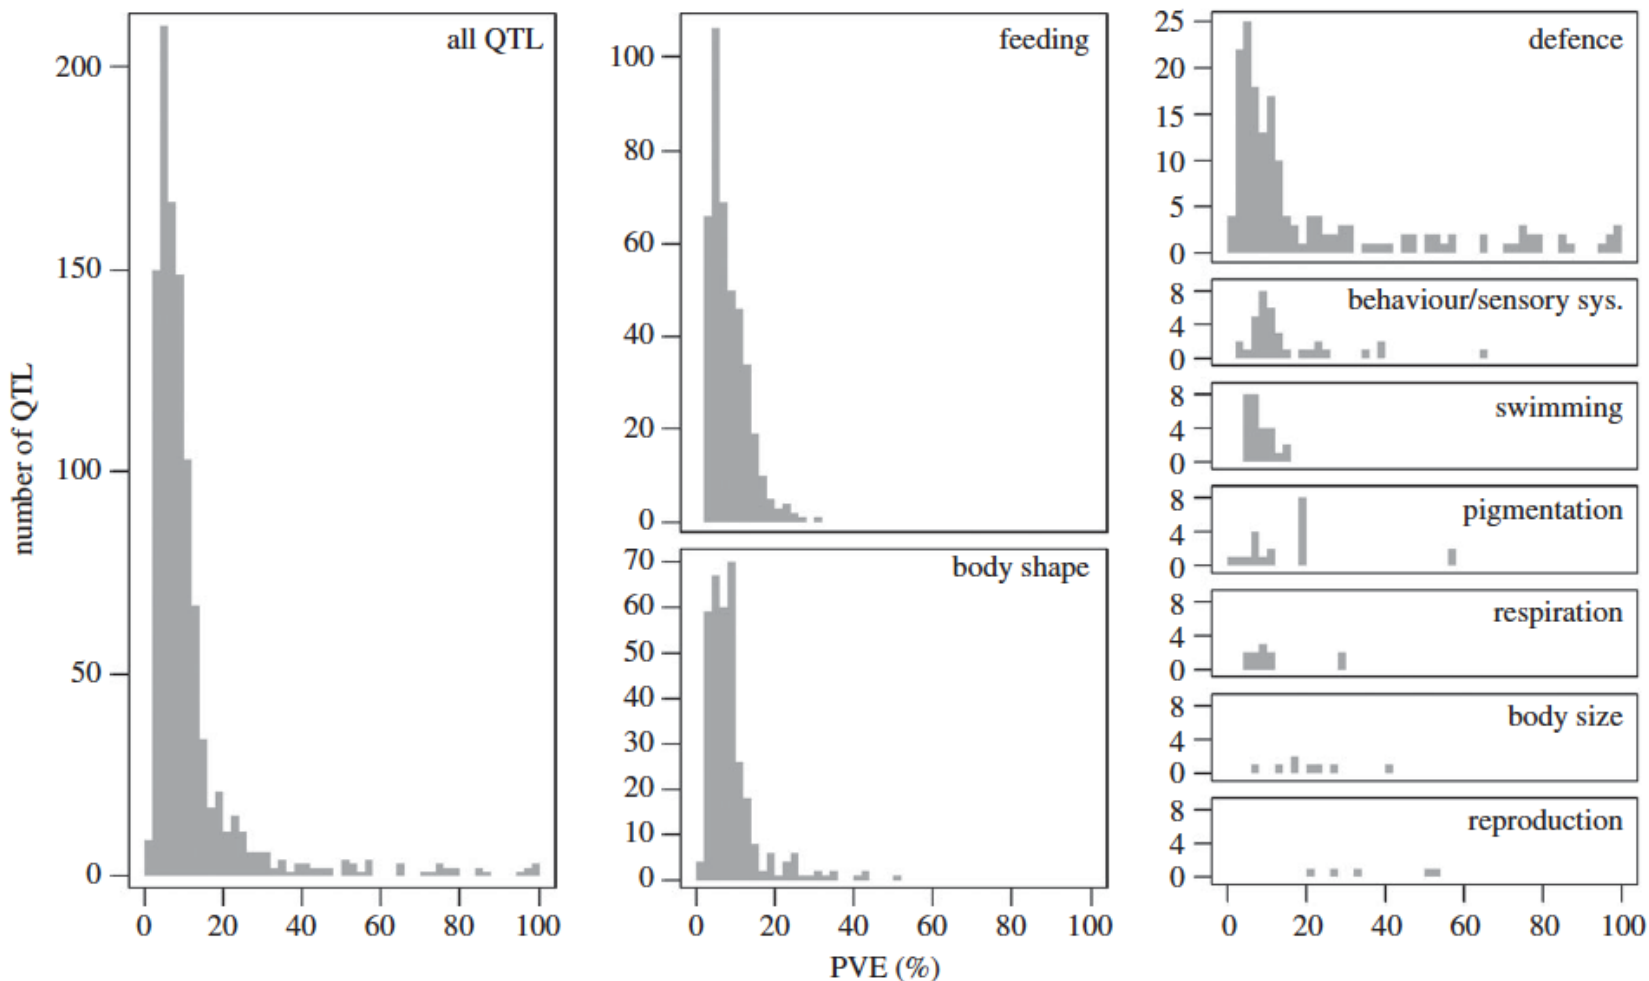 number of QTL
all QTL
200
150
100
50
0
0 20 40 60 80 100
feeding
100
80
60
40
20
0
body shape
70
60
50
40
30
20
10
0
0 20 40 60 80 100
PVE (%)
defence
25
20
15
10
5
0
behaviour/sensory sys.
8
4
0
swimming
8
4
0
pigmentation
8
4
0
respiration
8
4
0
body size
8
4
0
reproduction
8
4
0
0 20 40 60 80 100